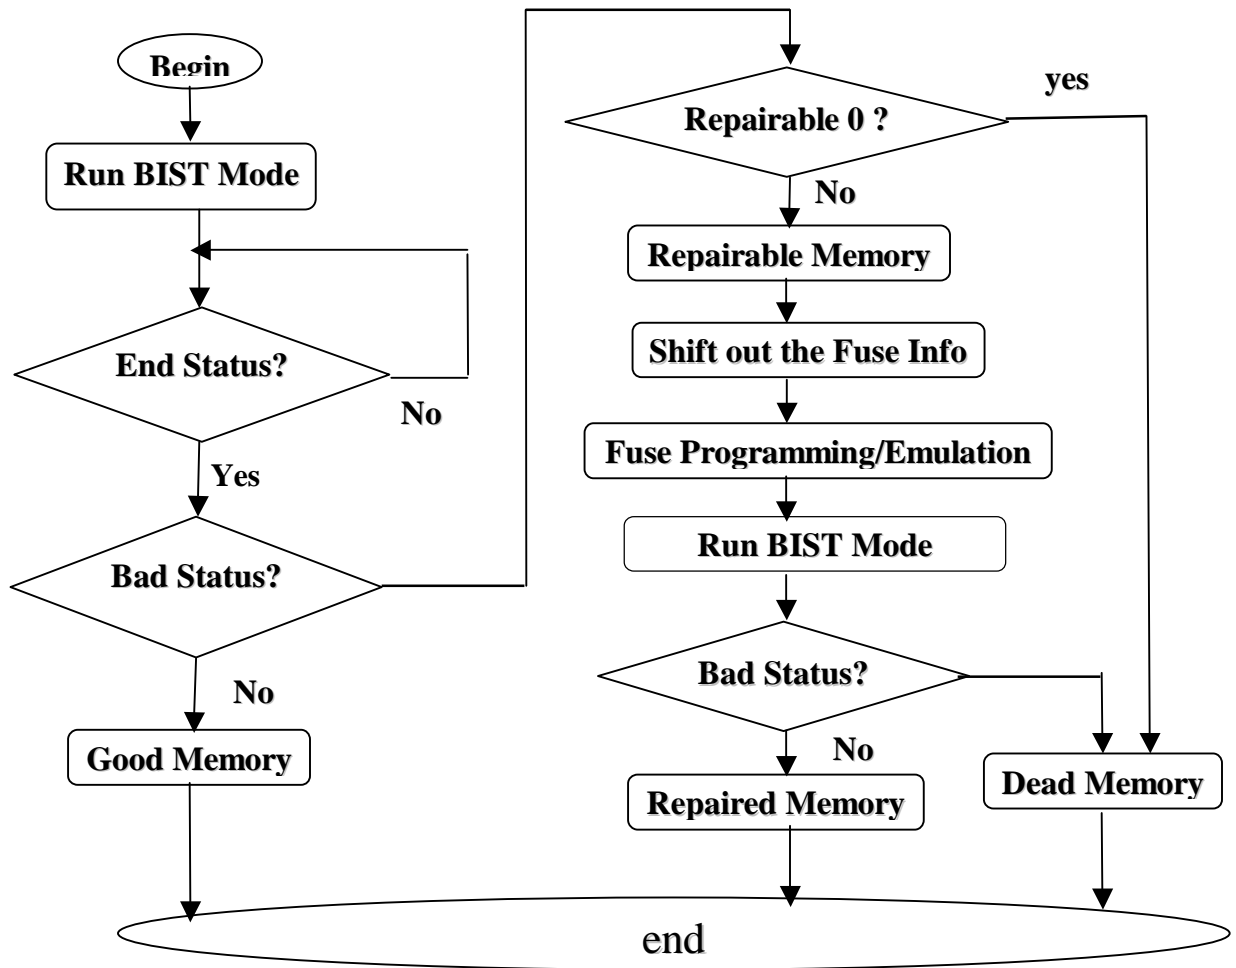 Begin
Run BIST Mode
End Status?
No
Yes
Bad Status?
No
Good Memory
Repairable 0 ?
yes
No
Repairable Memory
Shift out the Fuse Info
Fuse Programming/Emulation
Run BIST Mode
Bad Status?
No
Repaired Memory
Dead Memory
end